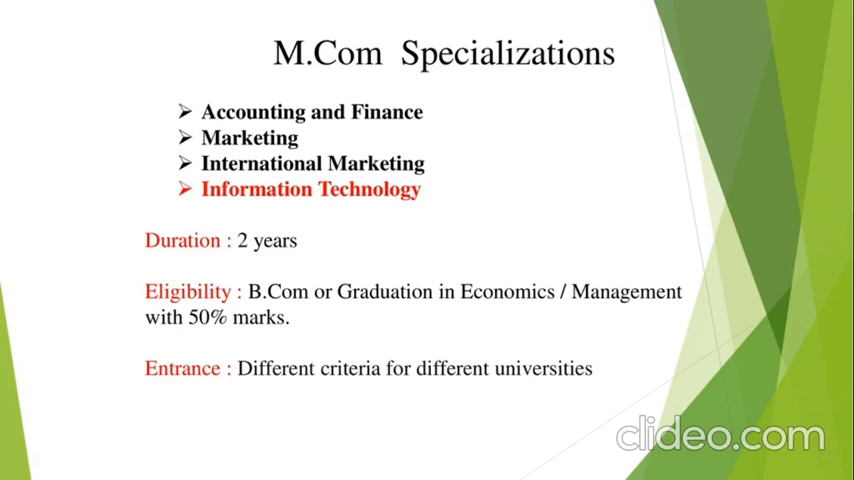 M.Com Specializations
➢ Accounting and Finance
➢ Marketing
➢ International Marketing
➢ Information Technology
Duration : 2 years
Eligibility : B.Com or Graduation in Economics / Management
with 50% marks.
Entrance : Different criteria for different universities
clideo.com